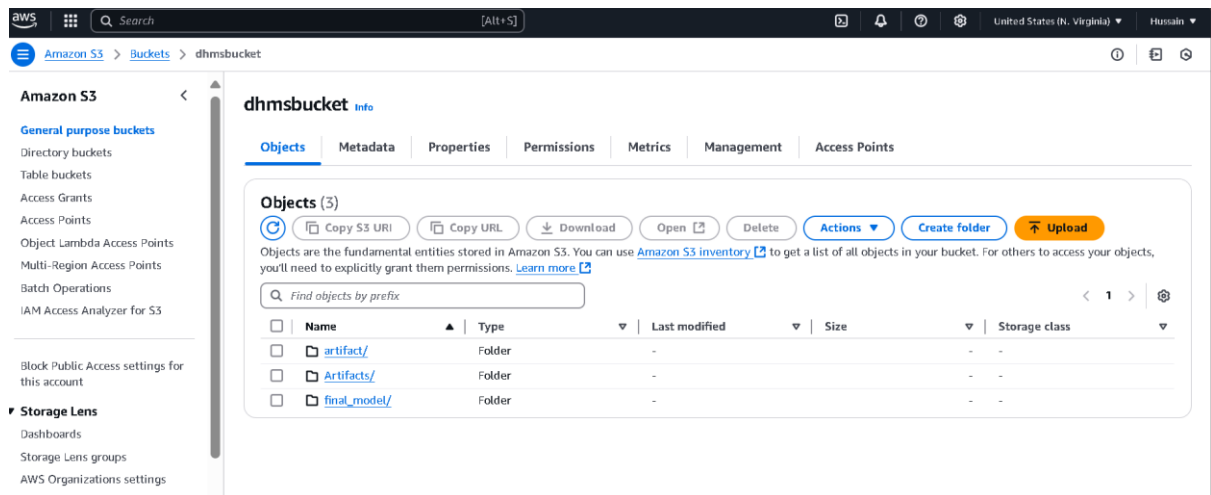 aws Search [Alt+S] United States (N. Virginia) ▼ Hussain ▼
Amazon S3 > Buckets > dhmsbucket
Amazon S3
General purpose buckets
Directory buckets
Table buckets
Access Grants
Access Points
Object Lambda Access Points
Multi-Region Access Points
Batch Operations
IAM Access Analyzer for S3
Block Public Access settings for
this account
Storage Lens
Dashboards
Storage Lens groups
AWS Organizations settings
dhmsbucket Info
Objects Metadata Properties Permissions Metrics Management Access Points
Objects (3)
Copy S3 URI Copy URL Download Open Delete Actions ▼ Create folder Upload
Objects are the fundamental entities stored in Amazon S3. You can use Amazon S3 inventory to get a list of all objects in your bucket. For others to access your objects,
you'll need to explicitly grant them permissions. Learn more
Find objects by prefix < 1 >
Name Type Last modified Size Storage class
artifact/ Folder - - -
Artifacts/ Folder - - -
final_model/ Folder - - -